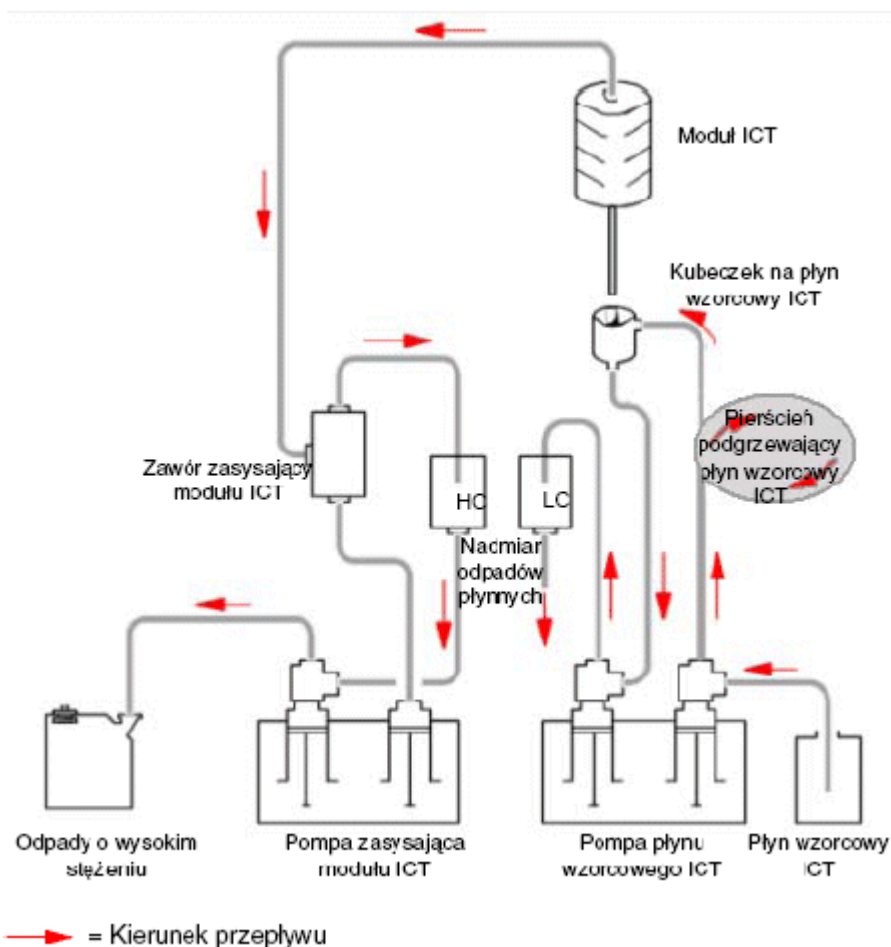 Moduł ICT
Kubeczek na płyn
wzorcowy ICT
Pierścień
podgrzewający
płyn wzorcowy
ICT
Zawór zasysający
modułu ICT
HC
LC
Nadmiar
odpadów
płynnych
Odpady o wysokim
stężeniu
Pompa zasysająca
modułu ICT
Pompa płynu
wzorcowego ICT
Płyn wzorcowy
ICT
= Kierunek przepływu